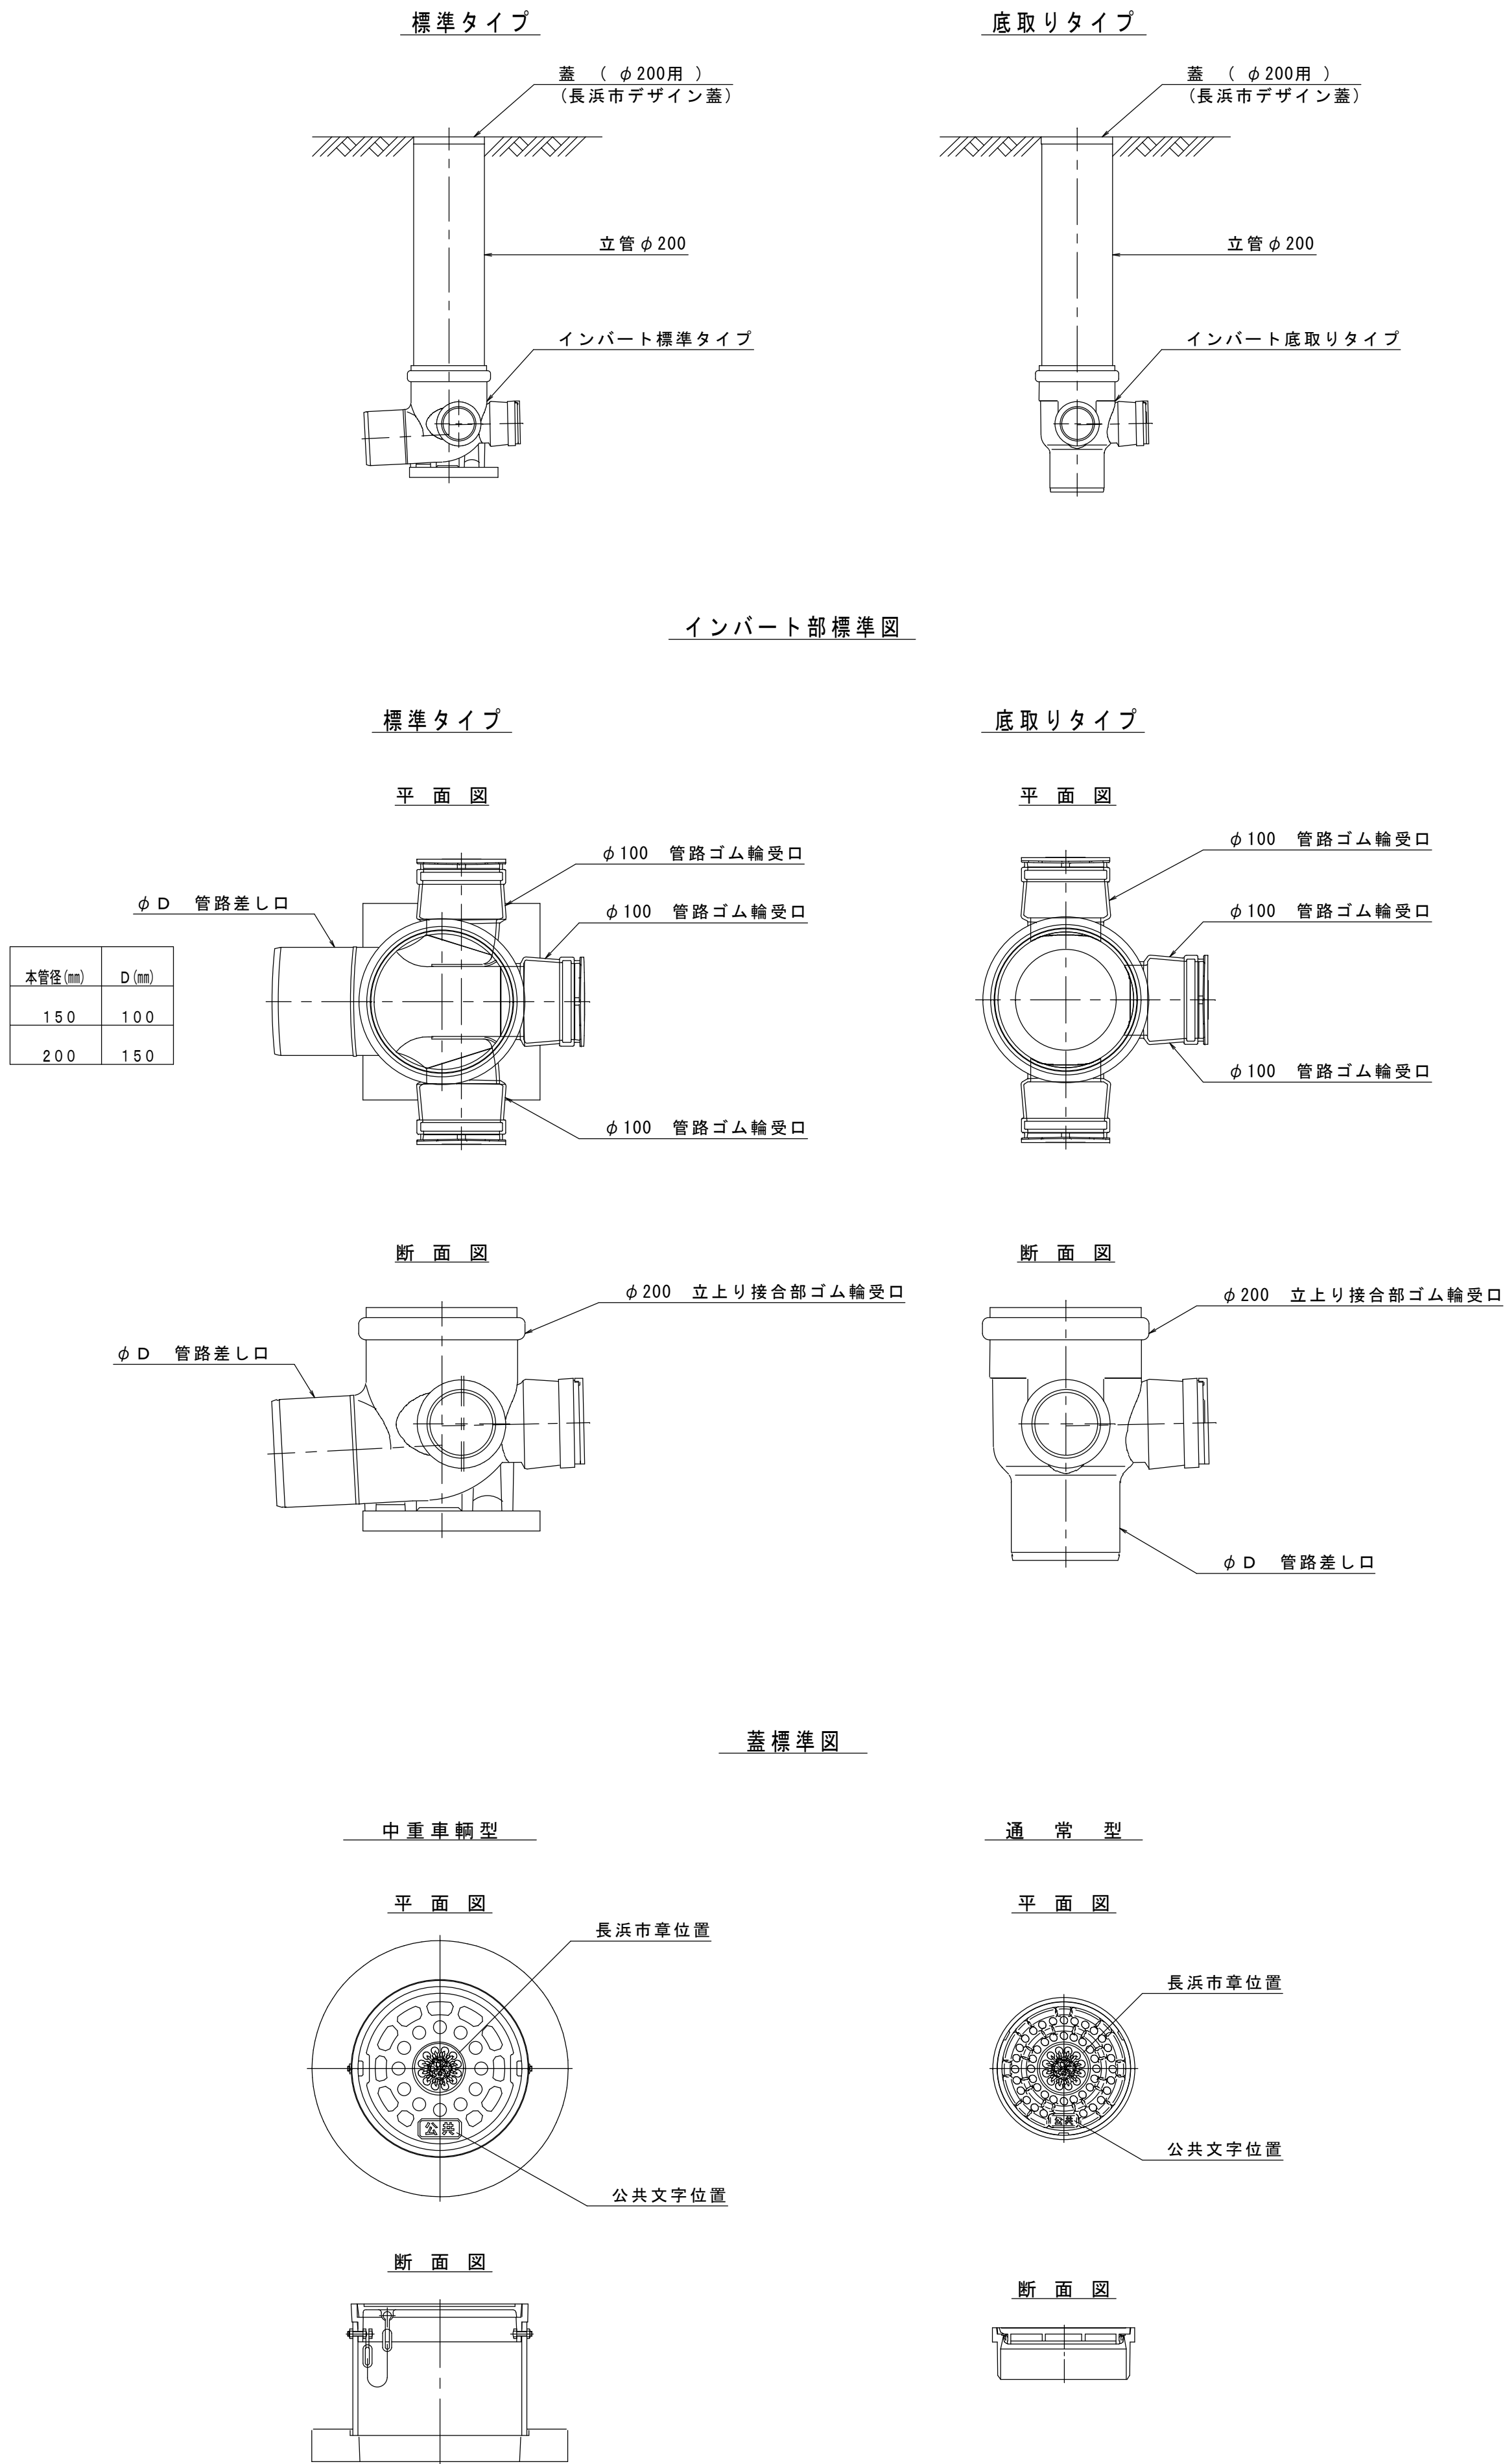 標準タイプ
底取りタイプ
蓋 ( φ200用 )
(長浜市デザイン蓋)
蓋 ( φ200用 )
(長浜市デザイン蓋)
立管φ200
立管φ200
インバート標準タイプ
インバート底取りタイプ
インバート部標準図
標準タイプ
底取りタイプ
平 面 図
平 面 図
φ100 管路ゴム輪受口
φ100 管路ゴム輪受口
φD 管路差し口
φ100 管路ゴム輪受口
φ100 管路ゴム輪受口
本管径(㎜) D(㎜)
150 100
200 150
φ100 管路ゴム輪受口
φ100 管路ゴム輪受口
断 面 図
断 面 図
φ200 立上り接合部ゴム輪受口
φ200 立上り接合部ゴム輪受口
φD 管路差し口
φD 管路差し口
蓋標準図
中重車輌型
通 常 型
平 面 図
平 面 図
長浜市章位置
長浜市章位置
公共
公共
公共文字位置
公共文字位置
断 面 図
断 面 図